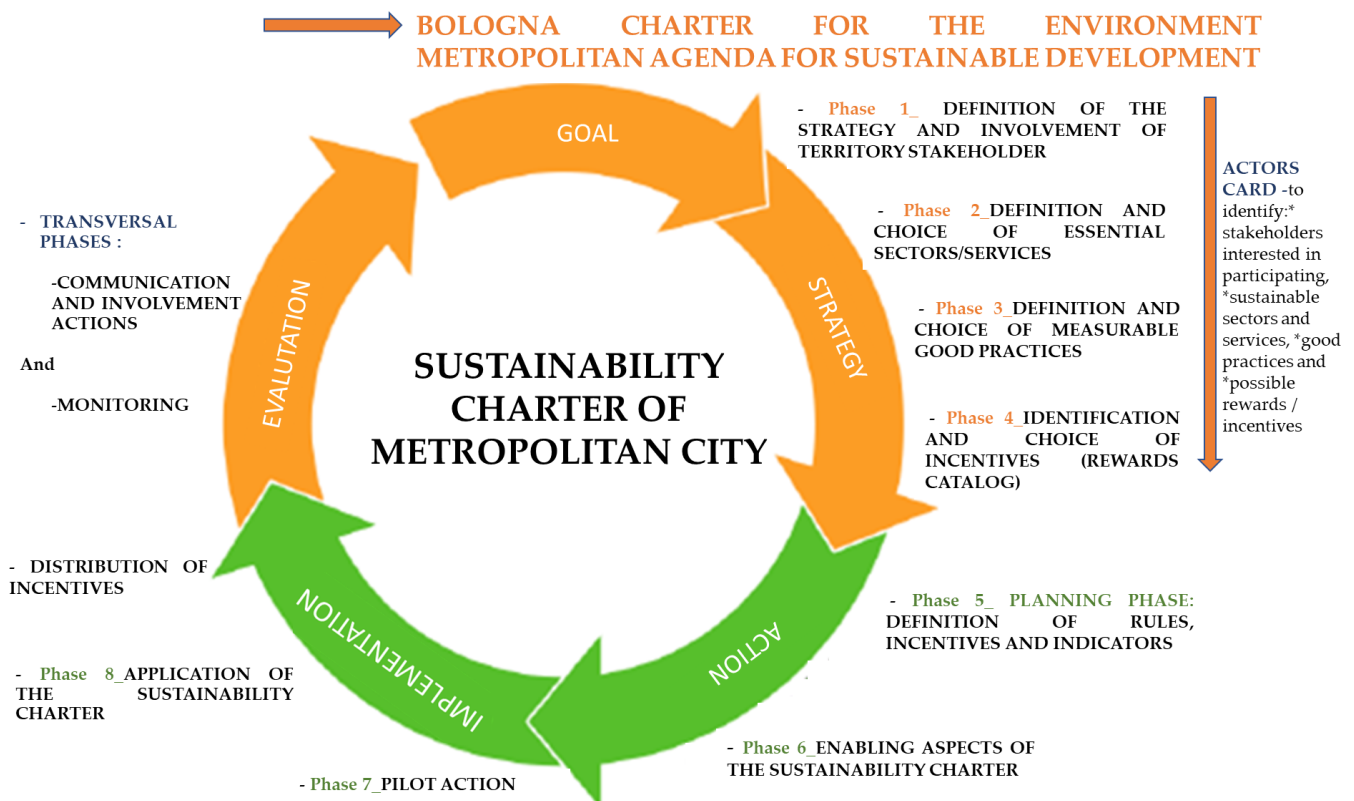 BOLOGNA CHARTER FOR THE ENVIRONMENT
METROPOLITAN AGENDA FOR SUSTAINABLE DEVELOPMENT
GOAL
- Phase 1_ DEFINITION OF THE
STRATEGY AND INVOLVEMENT OF
TERRITORY STAKEHOLDER
- Phase 2_DEFINITION AND
CHOICE OF ESSENTIAL
SECTORS/SERVICES
STRATEGY
- Phase 3_DEFINITION AND
CHOICE OF MEASURABLE
GOOD PRACTICES
- Phase 4_IDENTIFICATION
AND CHOICE OF
INCENTIVES (REWARDS
CATALOG)
ACTORS
CARD -to
identify:*
stakeholders
interested in
participating,
*sustainable
sectors and
services, *good
practices and
*possible
rewards /
incentives
SUSTAINABILITY
CHARTER OF
METROPOLITAN CITY
- Phase 5_ PLANNING PHASE:
DEFINITION OF RULES,
INCENTIVES AND INDICATORS
ACTION
- Phase 6_ENABLING ASPECTS OF
THE SUSTAINABILITY CHARTER
- Phase 7_PILOT ACTION
IMPLEMENTATION
- Phase 8_APPLICATION OF
THE SUSTAINABILITY
CHARTER
- DISTRIBUTION OF
INCENTIVES
EVALUTATION
- TRANSVERSAL
PHASES :
-COMMUNICATION
AND INVOLVEMENT
ACTIONS
And
-MONITORING